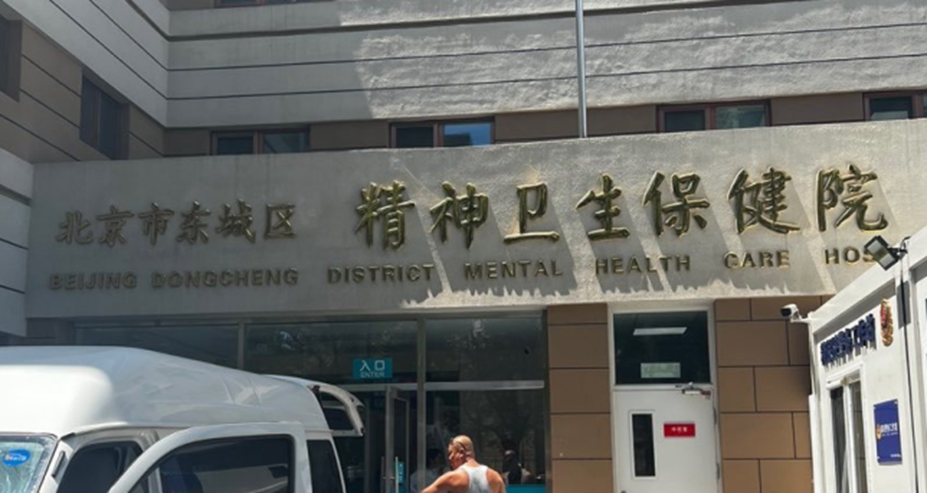 北京市东城区 精神卫生保健院
BEIJING DONGCHENG DISTRICT MENTAL HEALTH CARE HOS
入口
ENTER